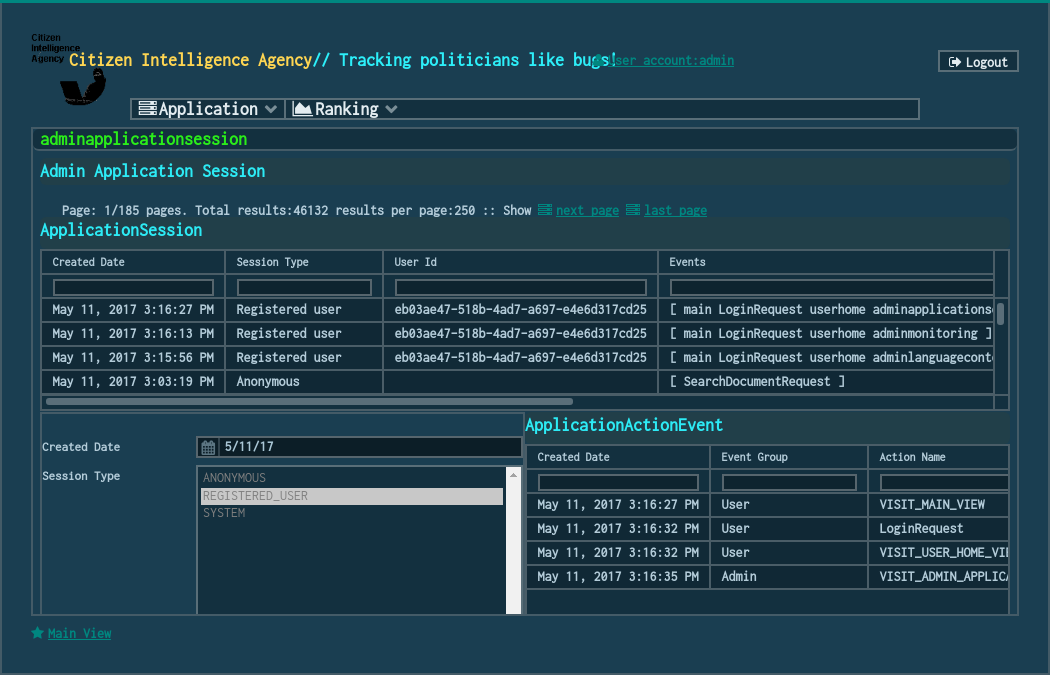 Citizen
Intelligence
Agency
Citizen Intelligence Agency// Tracking politicians like bugs!
User account:admin
Logout
Application
Ranking
adminapplicationsession
Admin Application Session
Page: 1/185 pages. Total results:46132 results per page:250 :: Show next page last page
ApplicationSession
Created Date Session Type User Id Events
May 11, 2017 3:16:27 PM Registered user eb03ae47-518b-4ad7-a697-e4e6d317cd25 [ main LoginRequest userhome adminapplications
May 11, 2017 3:16:13 PM Registered user eb03ae47-518b-4ad7-a697-e4e6d317cd25 [ main LoginRequest userhome adminmonitoring ]
May 11, 2017 3:15:56 PM Registered user eb03ae47-518b-4ad7-a697-e4e6d317cd25 [ main LoginRequest userhome adminlanguageconte
May 11, 2017 3:03:19 PM Anonymous [ SearchDocumentRequest ]
Created Date 5/11/17
Session Type
ANONYMOUS
REGISTERED_USER
SYSTEM
ApplicationActionEvent
Created Date Event Group Action Name
May 11, 2017 3:16:27 PM User VISIT_MAIN_VIEW
May 11, 2017 3:16:32 PM User LoginRequest
May 11, 2017 3:16:32 PM User VISIT_USER_HOME_VI
May 11, 2017 3:16:35 PM Admin VISIT_ADMIN_APPLICA
Main View